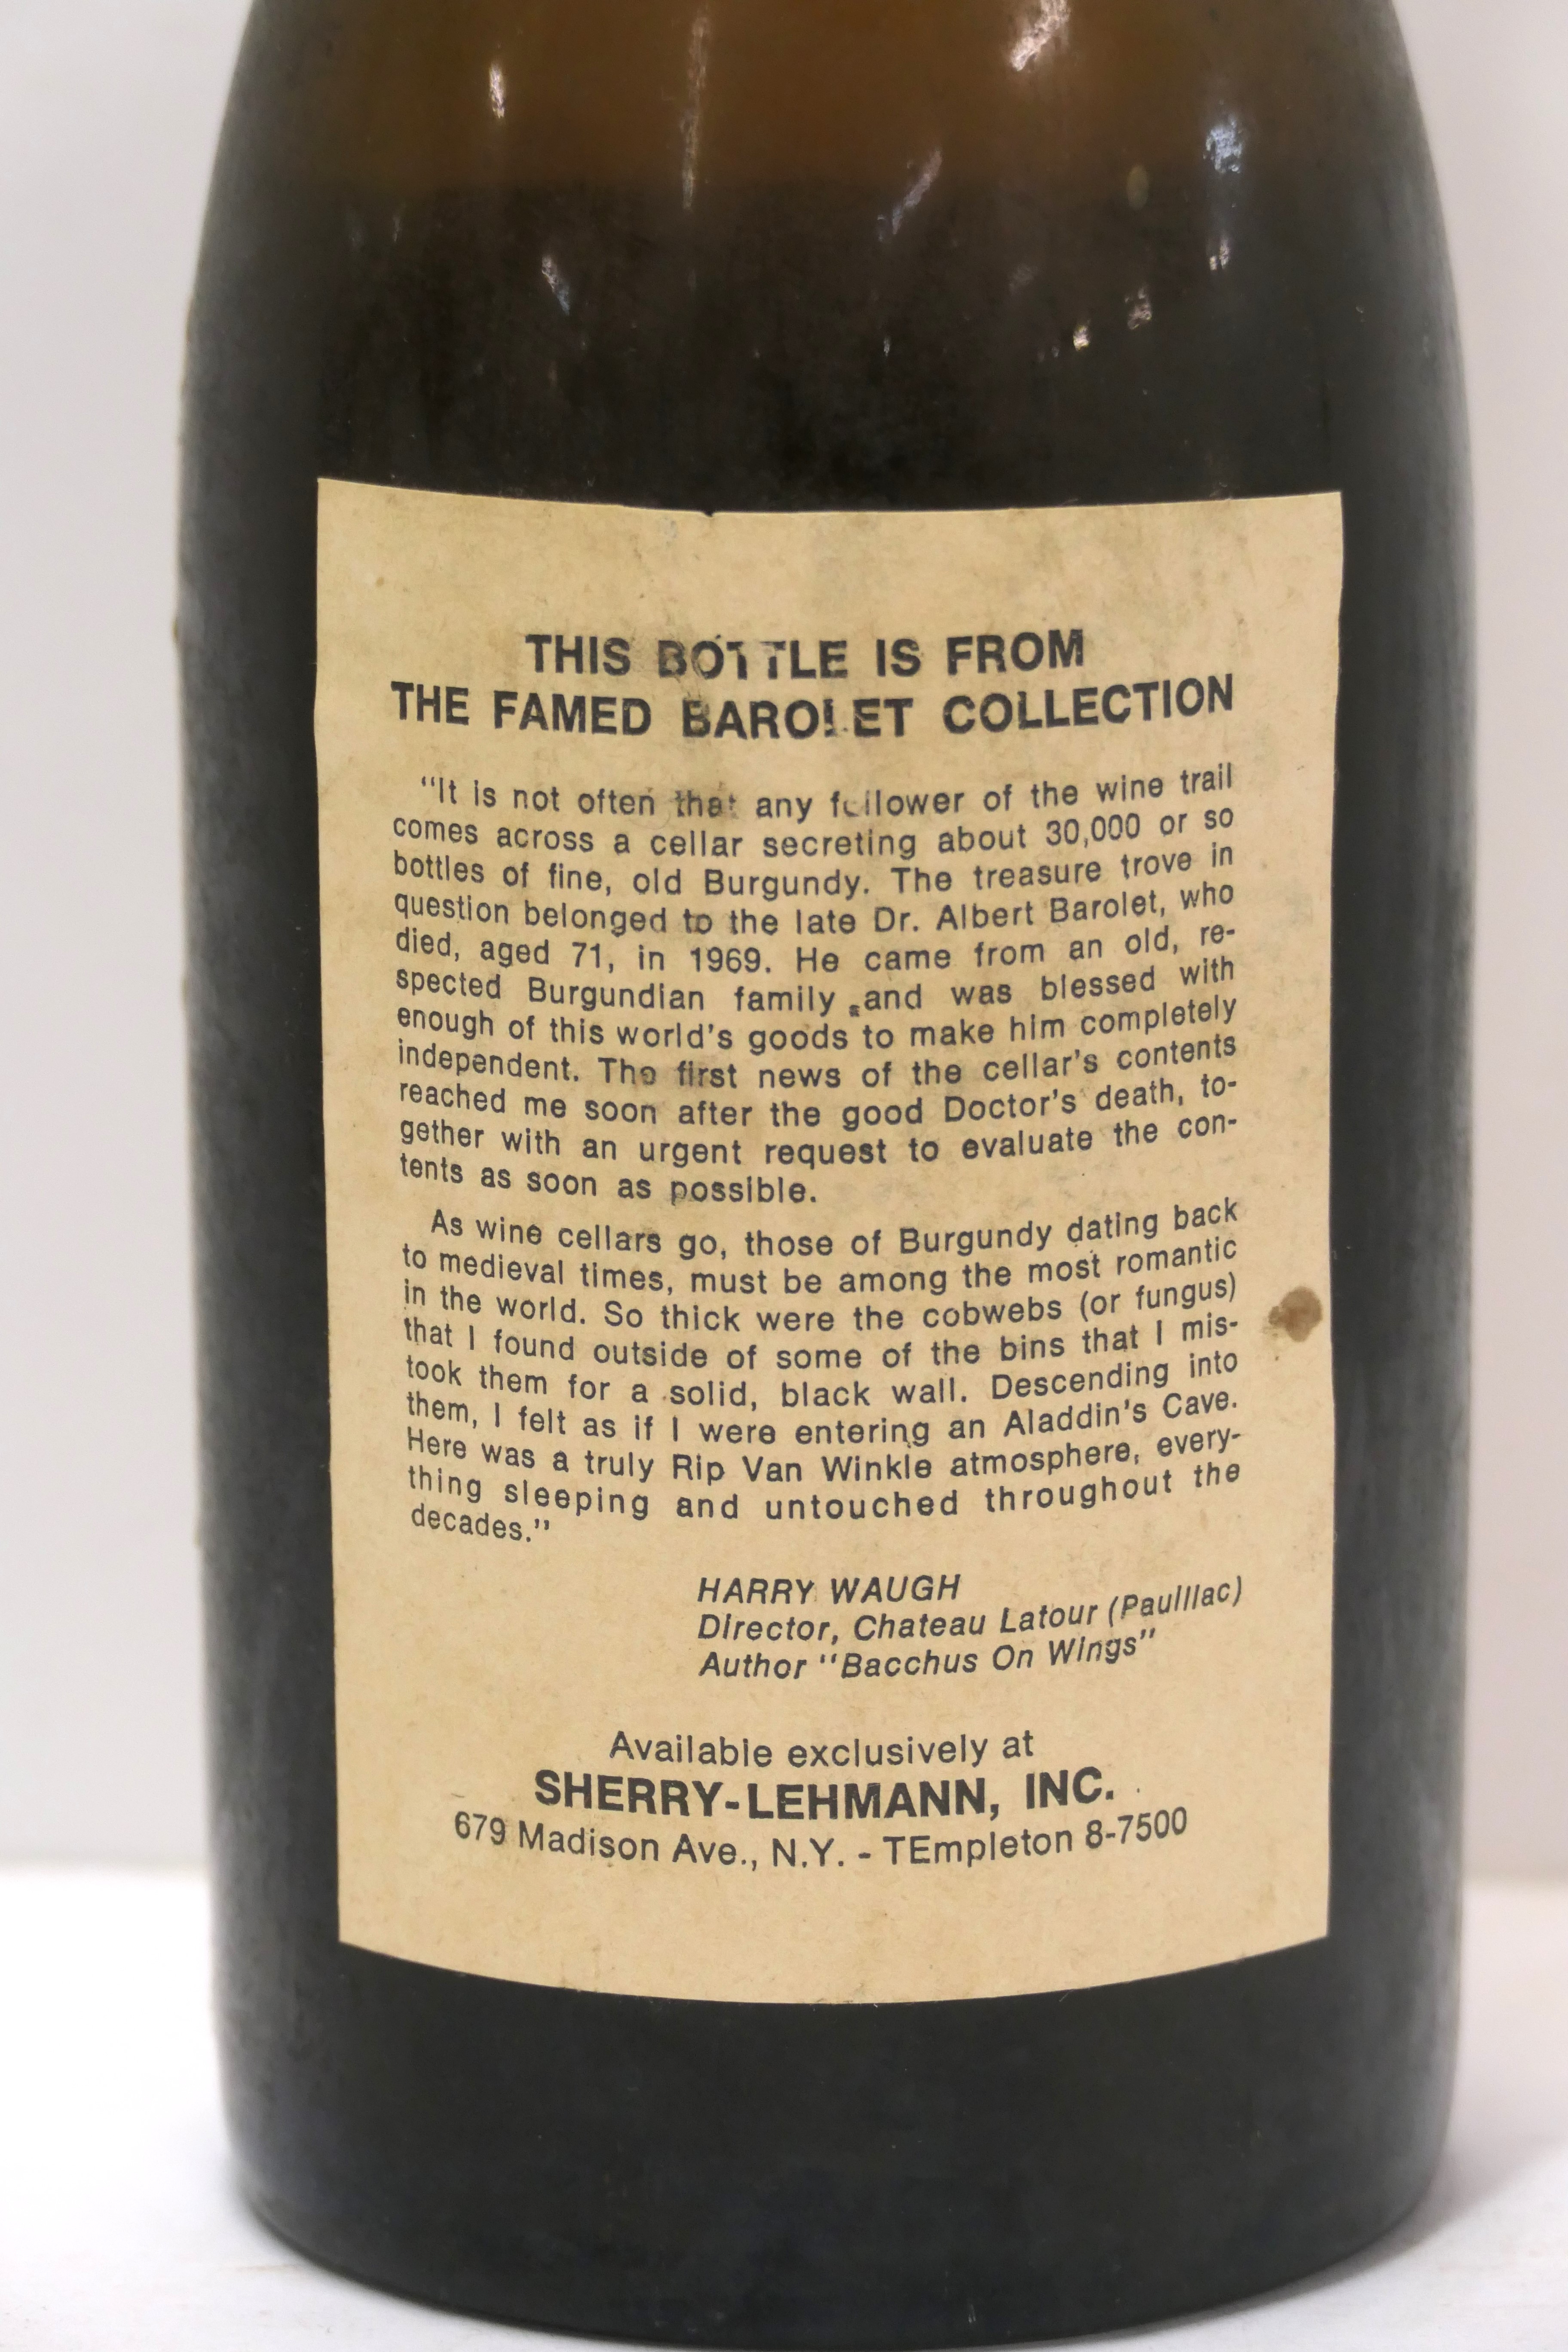 THIS BOTTLE IS FROM
THE FAMED BAROLET COLLECTION
“It is not often that any follower of the wine trail
comes across a cellar secreting about 30,000 or so
bottles of fine, old Burgundy. The treasure trove in
question belonged to the late Dr. Albert Barolet, who
died, aged 71, in 1969. He came from an old, re-
spected Burgundian family and was blessed with
enough of this world's goods to make him completely
independent. The first news of the cellar's contents
reached me soon after the good Doctor's death, to-
gether with an urgent request to evaluate the con-
tents as soon as possible.
As wine cellars go, those of Burgundy dating back
to medieval times, must be among the most romantic
in the world. So thick were the cobwebs (or fungus)
that I found outside of some of the bins that I mis-
took them for a solid, black wall. Descending into
them, I felt as if I were entering an Aladdin's Cave.
Here was a truly Rip Van Winkle atmosphere, every-
thing sleeping and untouched throughout the
decades.”
HARRY WAUGH
Director, Chateau Latour (Pauillac)
Author “Bacchus On Wings”
Available exclusively at
SHERRY-LEHMANN, INC.
679 Madison Ave., N.Y. - TEmpleton 8-7500